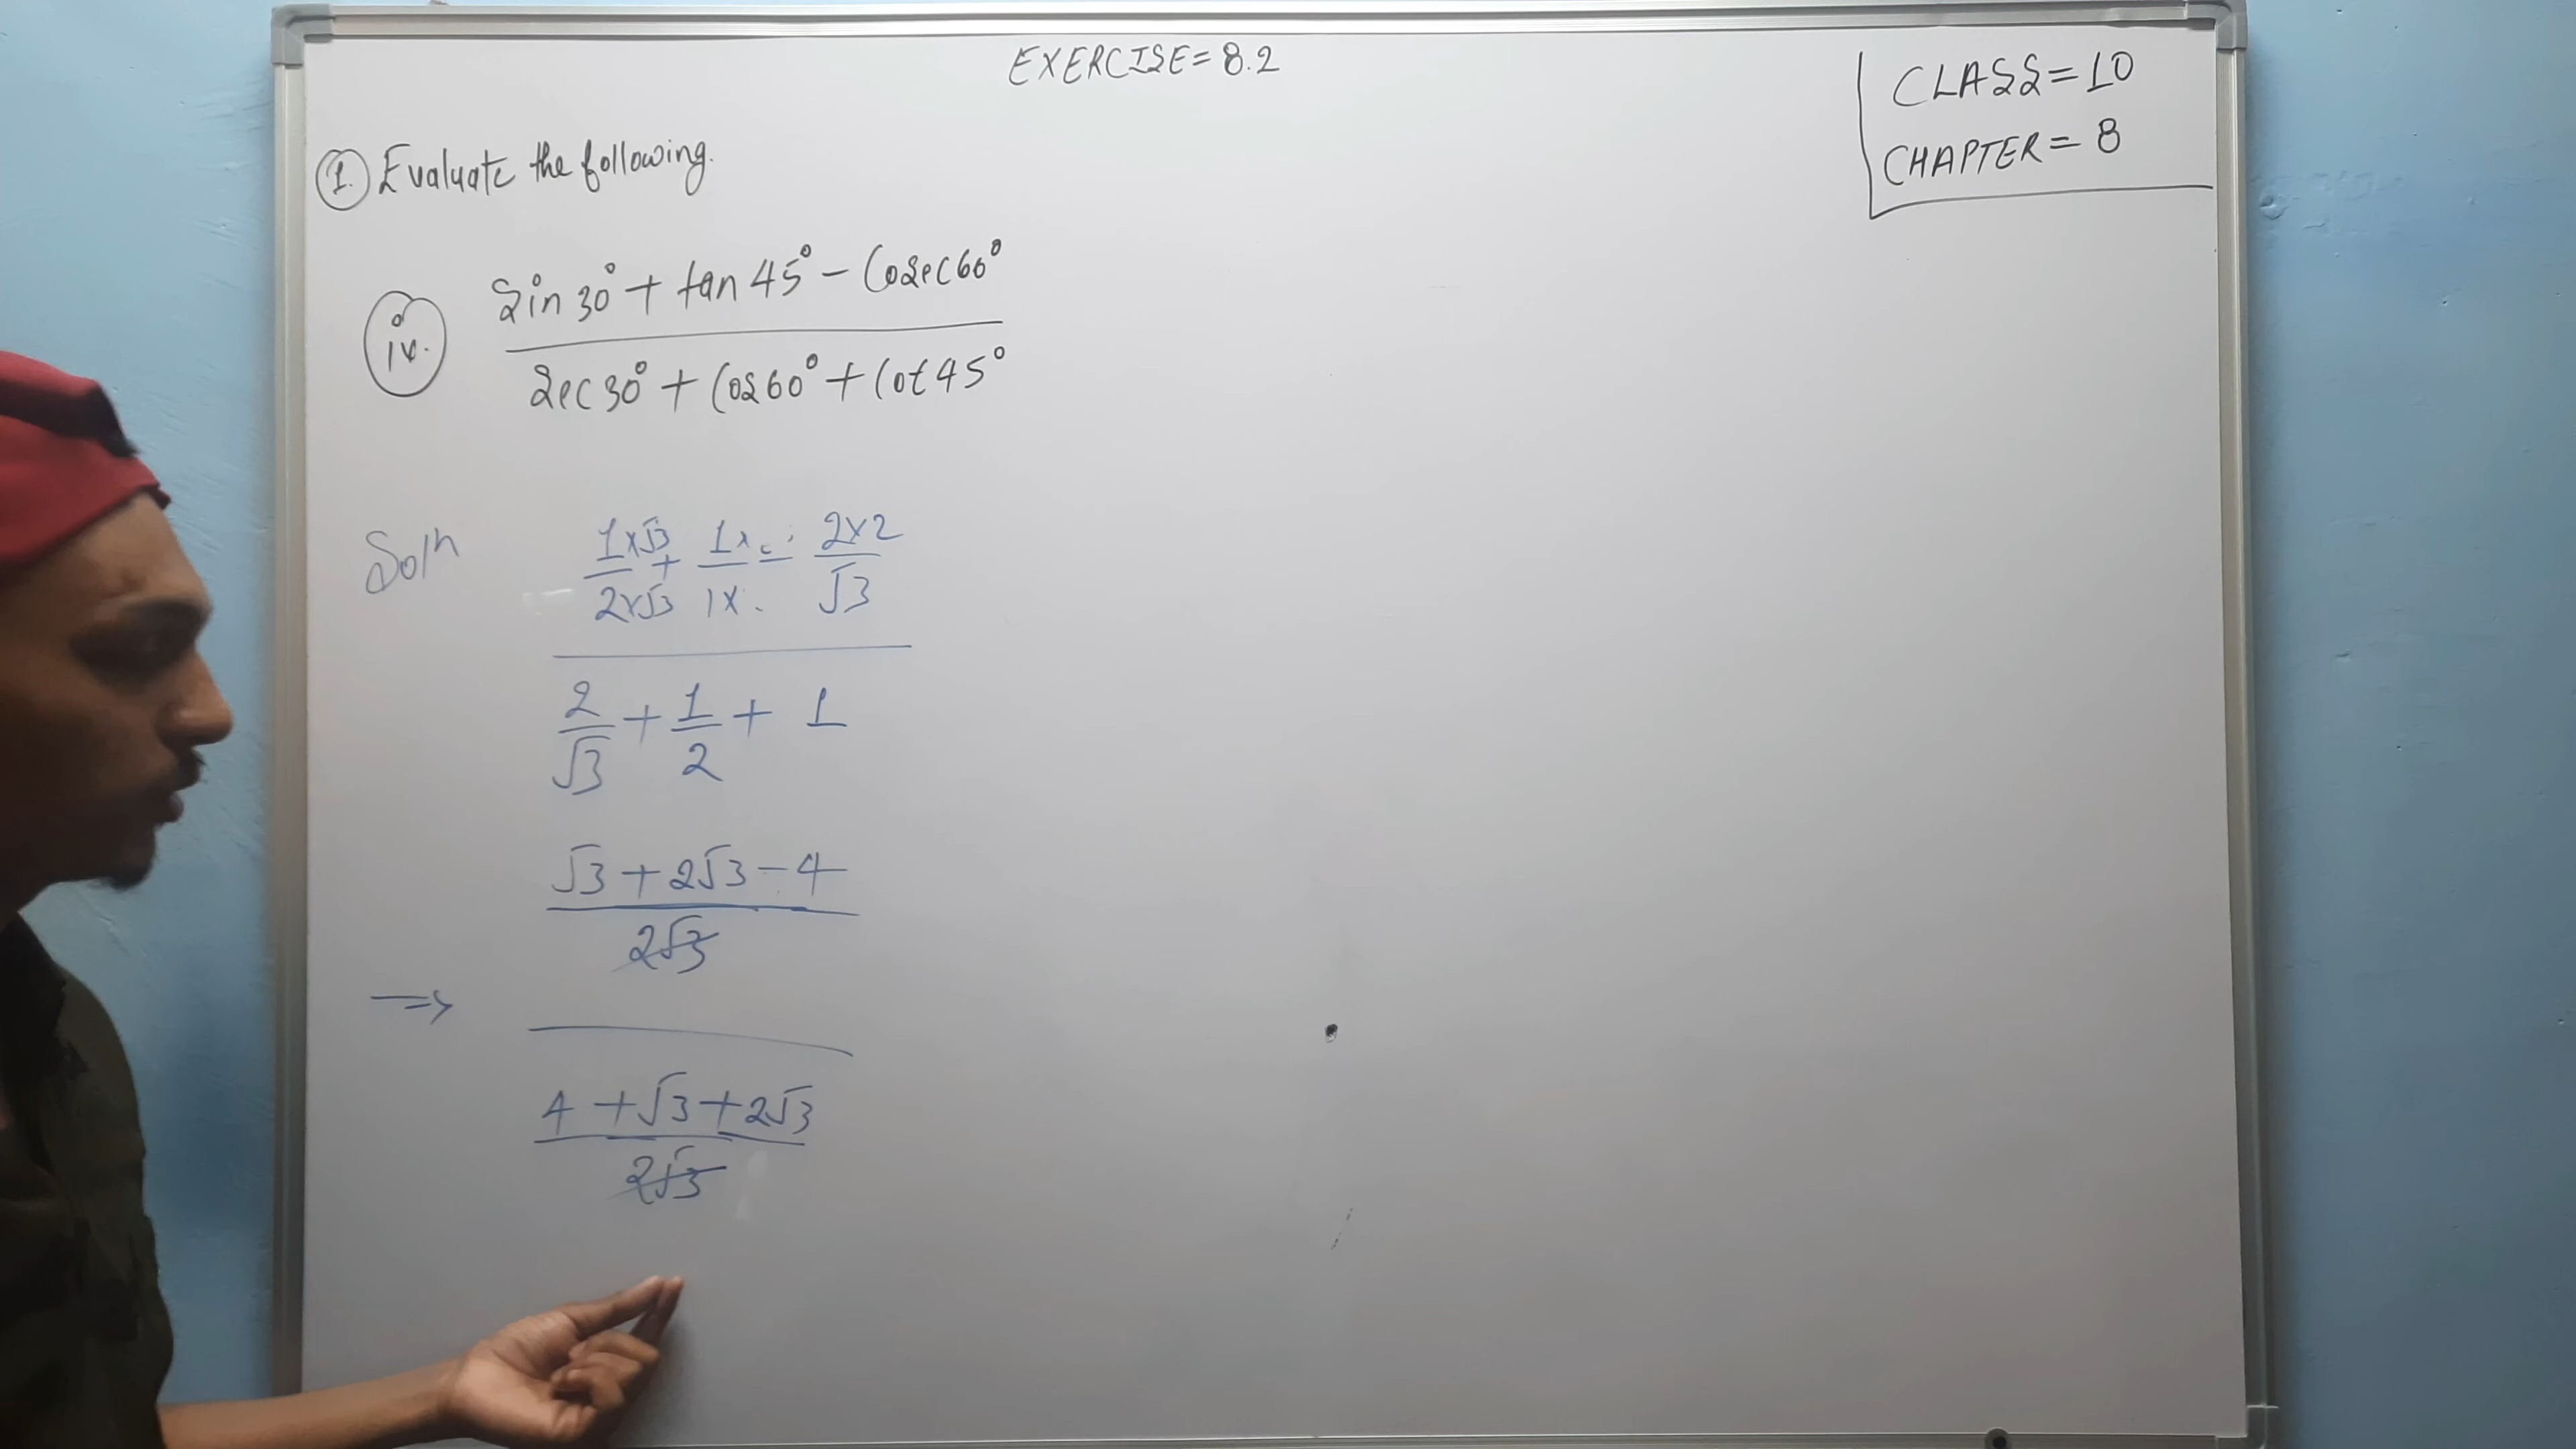 EXERCISE = 8.2
CLASS = 10
CHAPTER = 8
1. Evaluate the following.
iv. sin 30° + tan 45° - Cosec 60°
sec 30° + Cos 60° + Cot 45°
Soln
1×√3 + 1× - 2×2
2×√3 1× √3
2 + 1 + 1
√3 2
√3 + 2√3 - 4
2√3
⇒
4 + √3 + 2√3
2√3